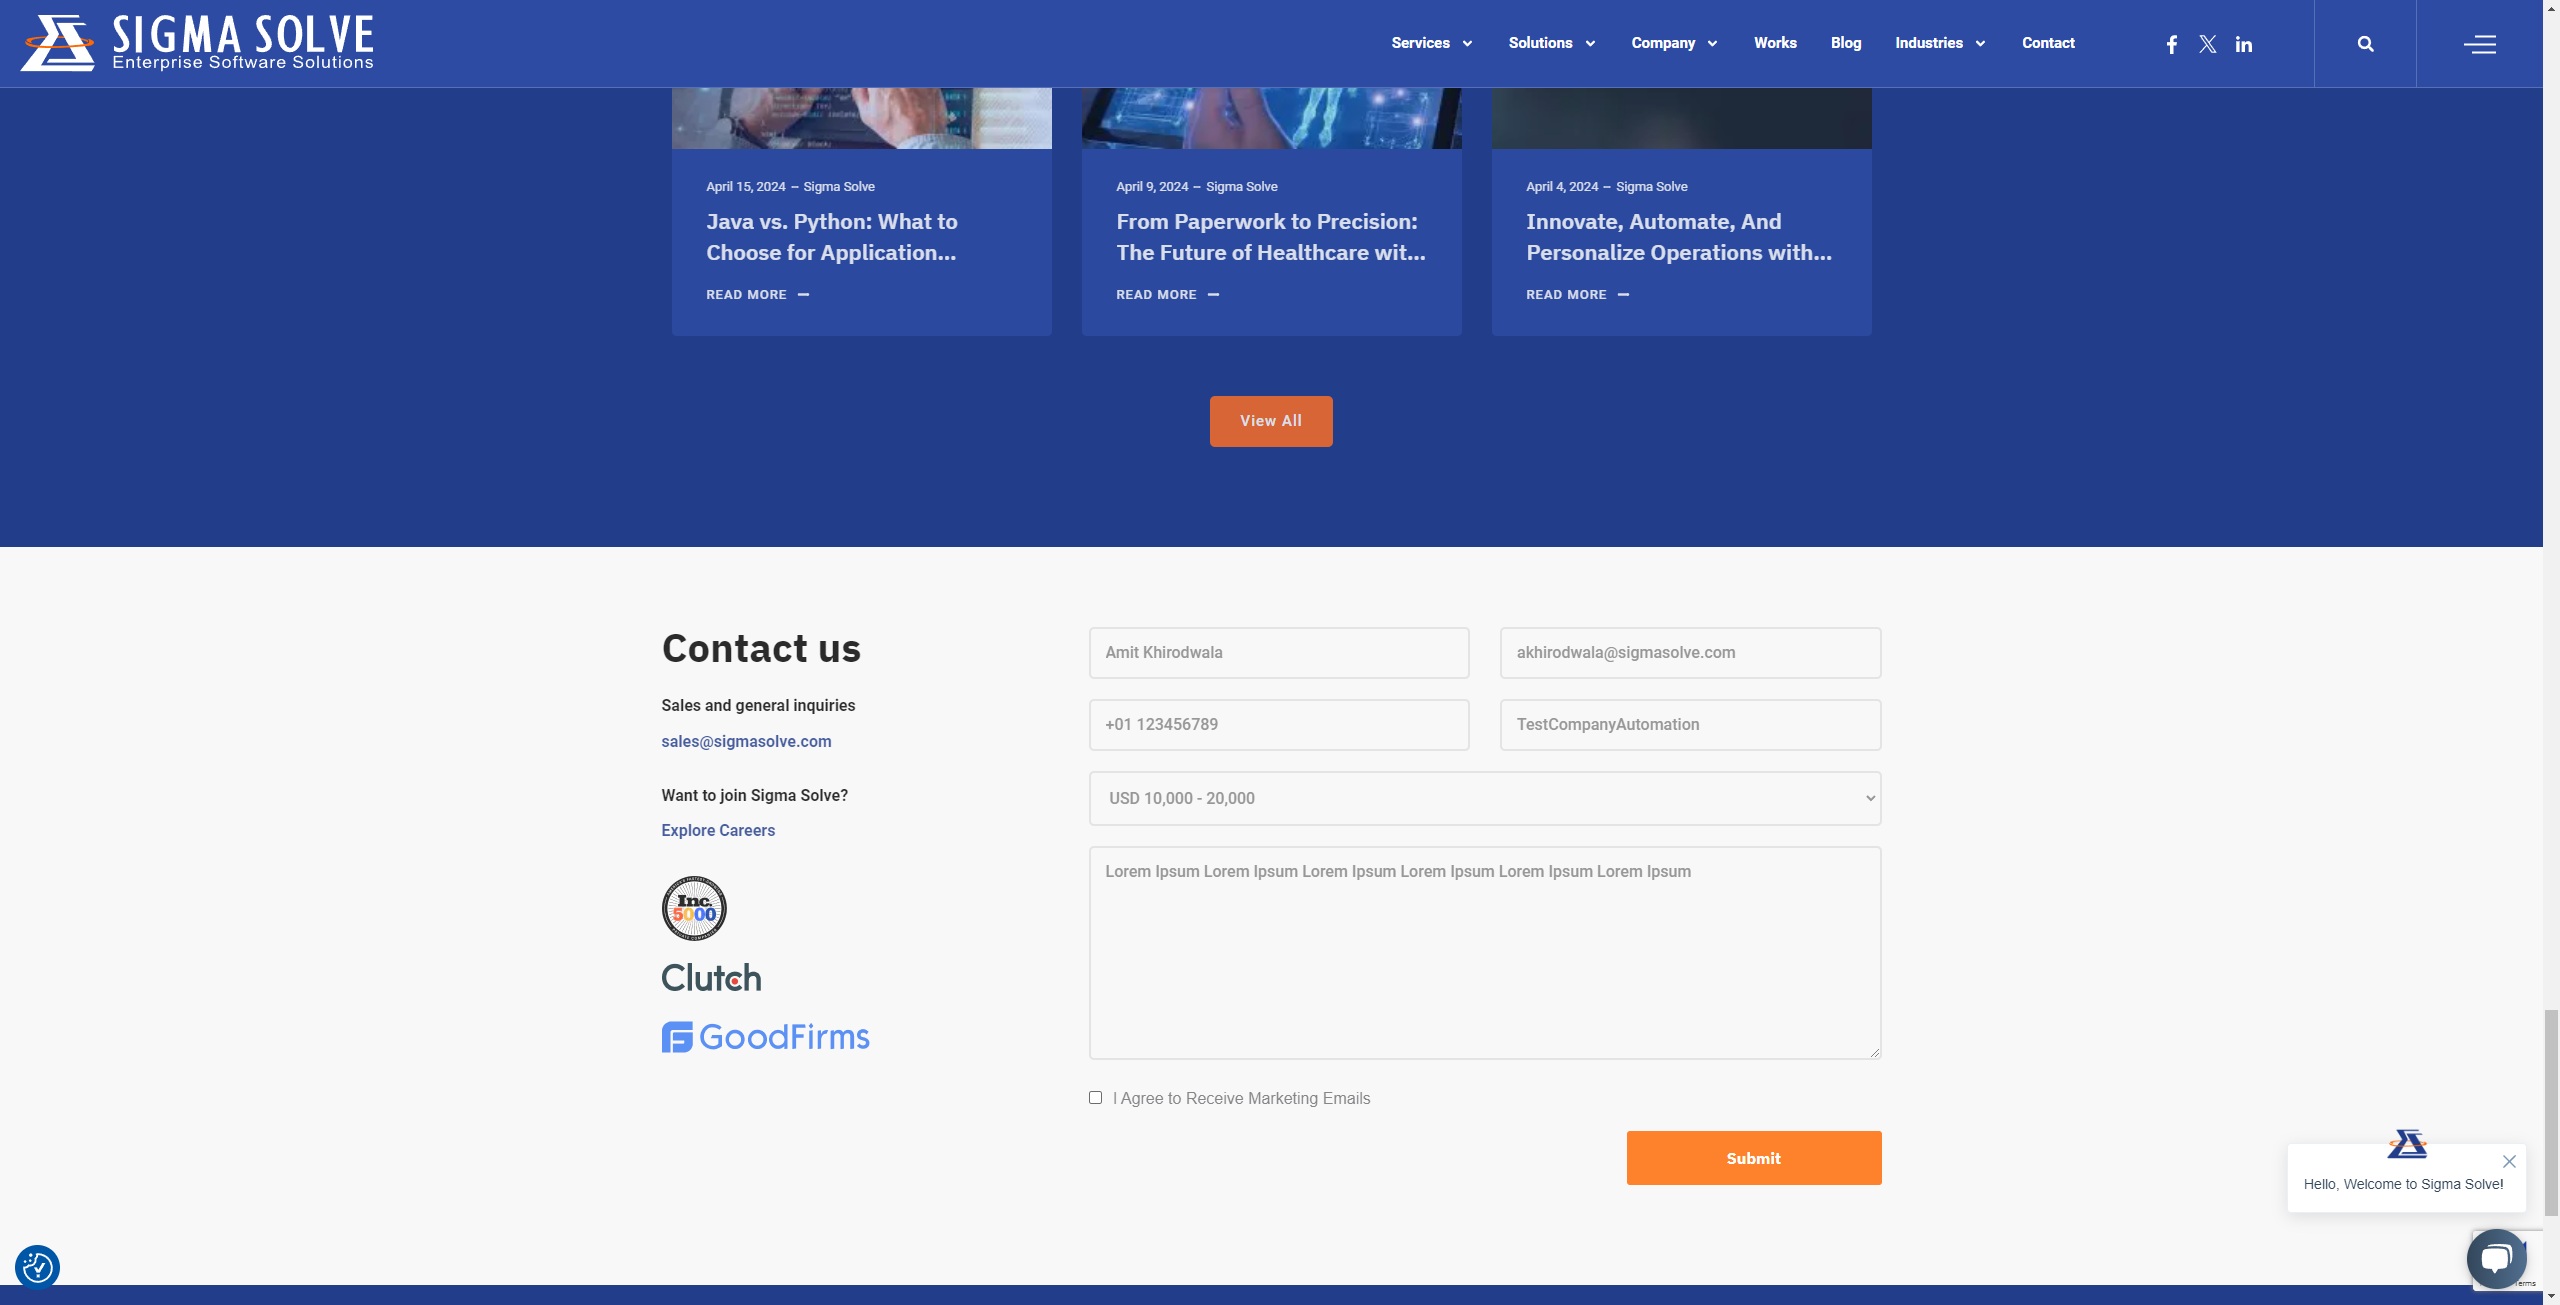 SIGMA SOLVE
Enterprise Software Solutions
Services
Solutions
Company
Works
Blog
Industries
Contact
April 15, 2024 – Sigma Solve
Java vs. Python: What to
Choose for Application...
READ MORE
April 9, 2024 – Sigma Solve
From Paperwork to Precision:
The Future of Healthcare wit...
READ MORE
April 4, 2024 – Sigma Solve
Innovate, Automate, And
Personalize Operations with...
READ MORE
View All
Contact us
Sales and general inquiries
sales@sigmasolve.com
Want to join Sigma Solve?
Explore Careers
Inc.
5000
Clutch
GoodFirms
Amit Khirodwala
akhirodwala@sigmasolve.com
+01 123456789
TestCompanyAutomation
USD 10,000 - 20,000
Lorem Ipsum Lorem Ipsum Lorem Ipsum Lorem Ipsum Lorem Ipsum Lorem Ipsum
I Agree to Receive Marketing Emails
Submit
Hello, Welcome to Sigma Solve!